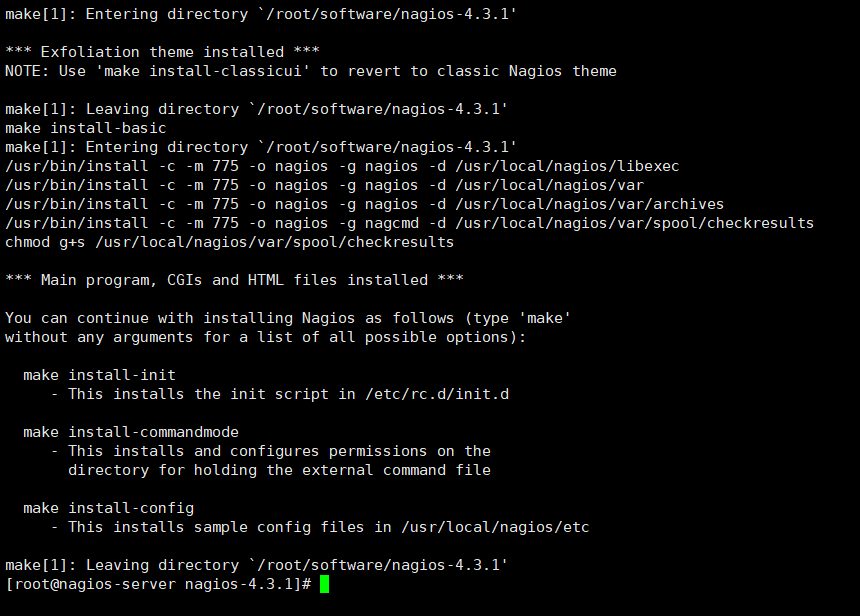 make[1]: Entering directory `/root/software/nagios-4.3.1'
*** Exfoliation theme installed ***
NOTE: Use 'make install-classicui' to revert to classic Nagios theme
make[1]: Leaving directory `/root/software/nagios-4.3.1'
make install-basic
make[1]: Entering directory `/root/software/nagios-4.3.1'
/usr/bin/install -c -m 775 -o nagios -g nagios -d /usr/local/nagios/libexec
/usr/bin/install -c -m 775 -o nagios -g nagios -d /usr/local/nagios/var
/usr/bin/install -c -m 775 -o nagios -g nagios -d /usr/local/nagios/var/archives
/usr/bin/install -c -m 775 -o nagios -g nagcmd -d /usr/local/nagios/var/spool/checkresults
chmod g+s /usr/local/nagios/var/spool/checkresults
*** Main program, CGIs and HTML files installed ***
You can continue with installing Nagios as follows (type 'make'
without any arguments for a list of all possible options):
make install-init
- This installs the init script in /etc/rc.d/init.d
make install-commandmode
- This installs and configures permissions on the
directory for holding the external command file
make install-config
- This installs sample config files in /usr/local/nagios/etc
make[1]: Leaving directory `/root/software/nagios-4.3.1'
[root@nagios-server nagios-4.3.1]#